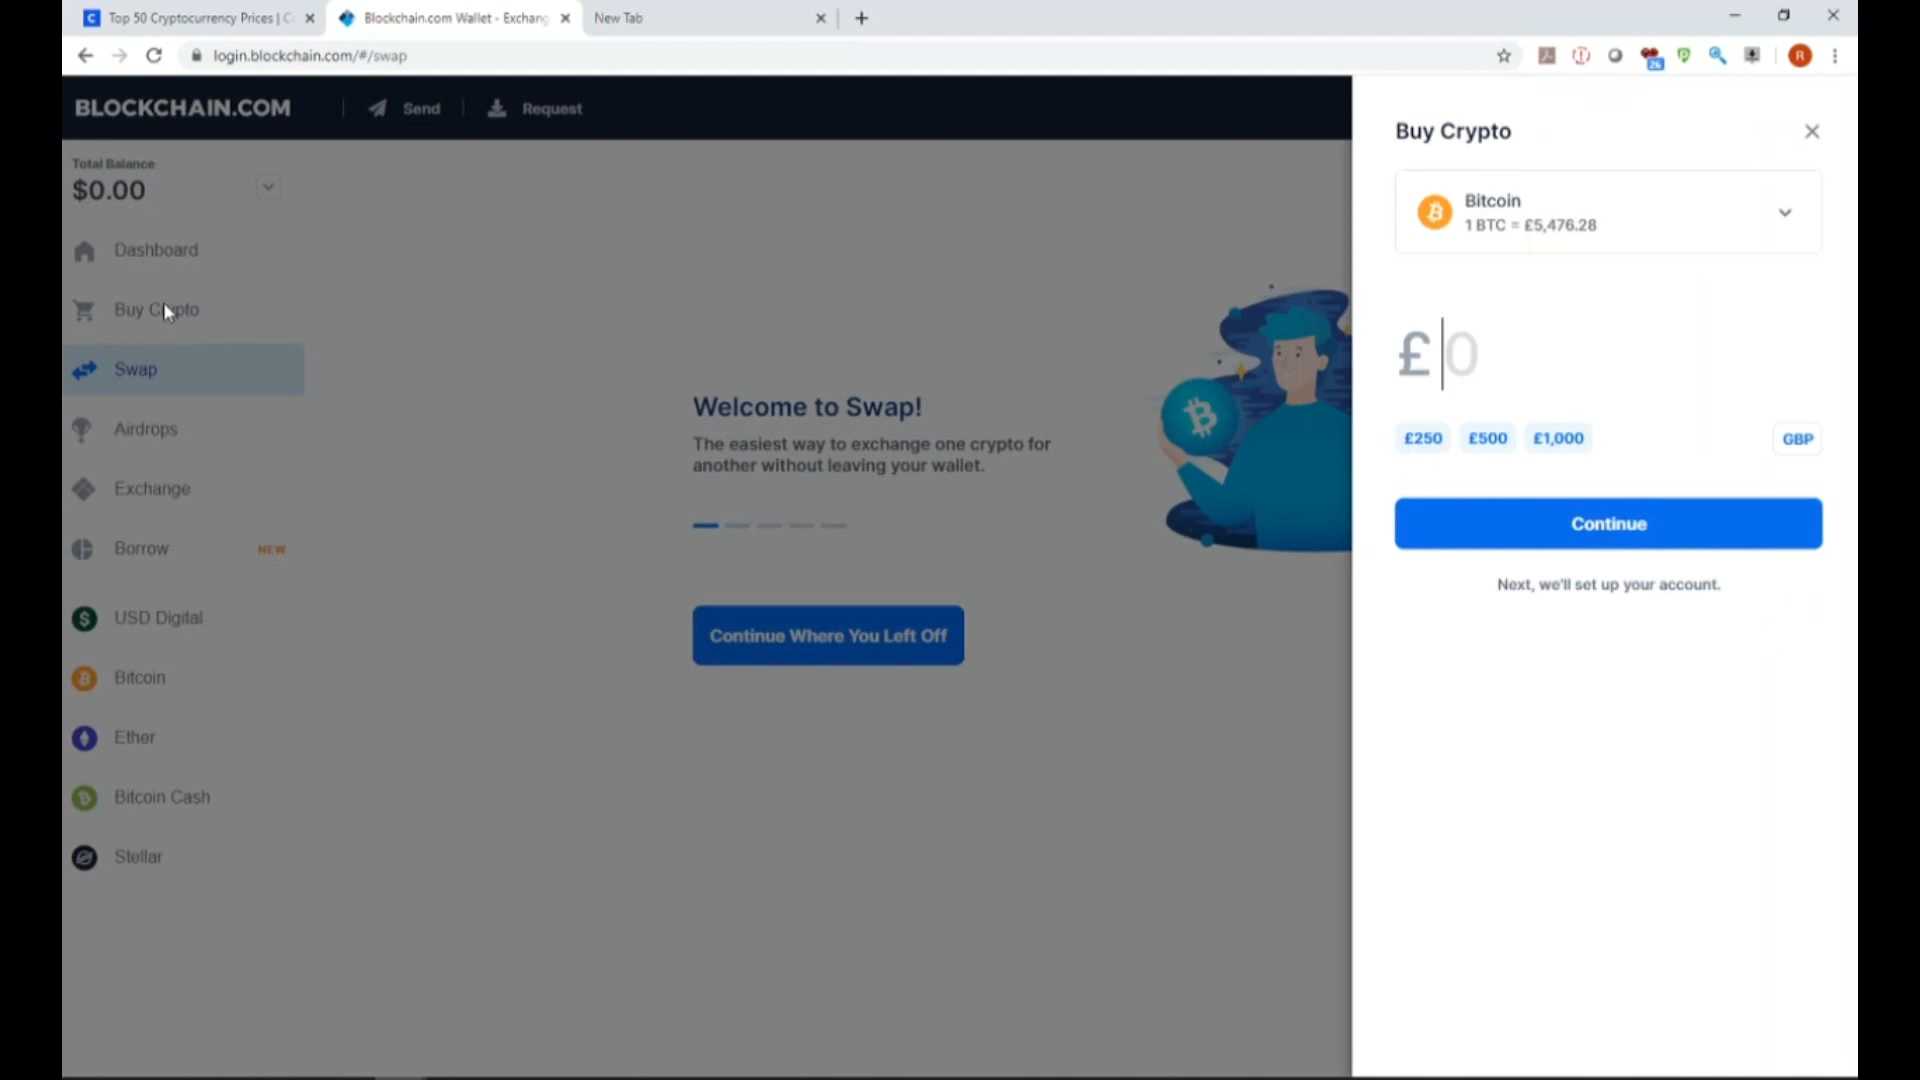 Top 50 Cryptocurrency Prices | C
Blockchain.com Wallet - Exchang
New Tab
login.blockchain.com/#/swap
26
R
BLOCKCHAIN.COM
Send
Request
Total Balance
$0.00
Dashboard
Buy Crypto
Swap
Airdrops
Exchange
Borrow
NEW
USD Digital
Bitcoin
Ether
Bitcoin Cash
Stellar
Welcome to Swap!
The easiest way to exchange one crypto for
another without leaving your wallet.
Continue Where You Left Off
Buy Crypto
Bitcoin
1 BTC = £5,476.28
£ 0
£250 £500 £1,000
GBP
Continue
Next, we'll set up your account.